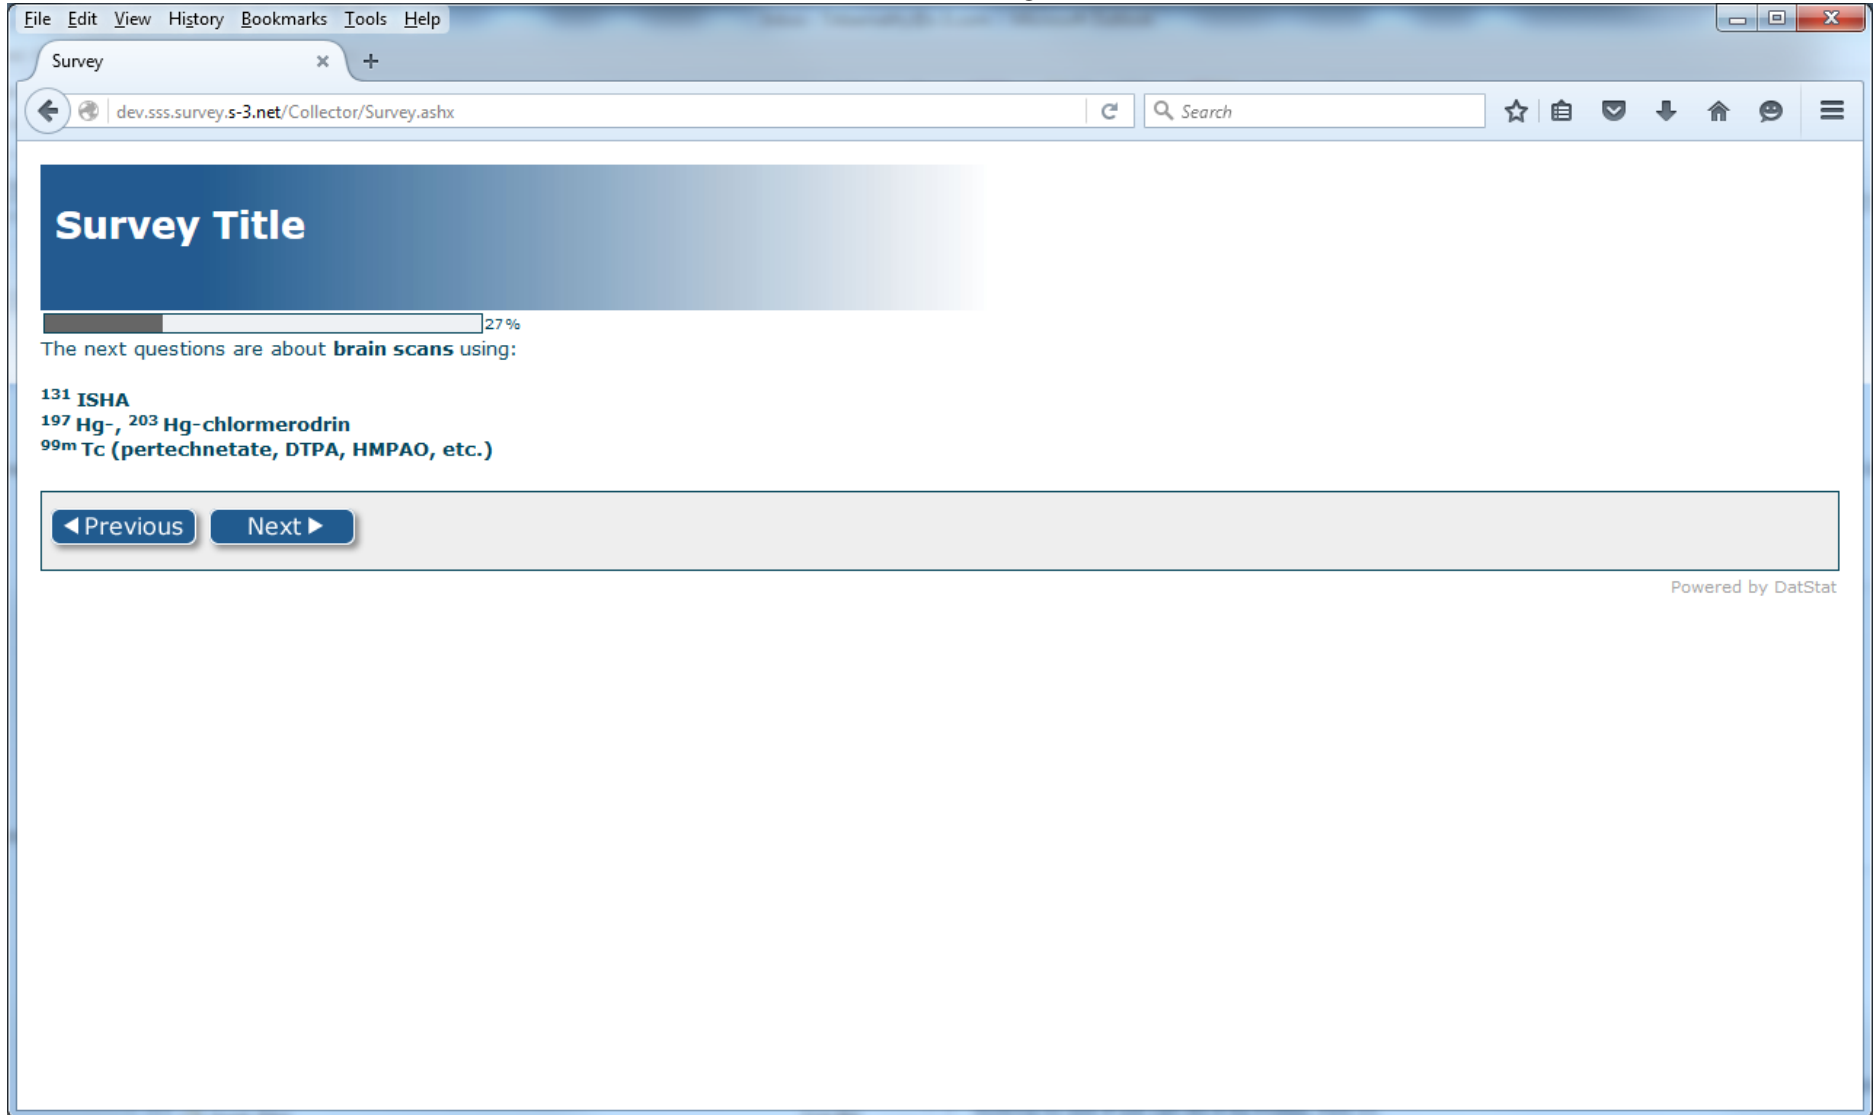 File Edit View History Bookmarks Tools Help
Survey
dev.sss.survey.s-3.net/Collector/Survey.ashx
Search
Survey Title
27%
The next questions are about brain scans using:
131 ISHA
197 Hg-, 203 Hg-chlormerodrin
99m Tc (pertechnetate, DTPA, HMPAO, etc.)
Previous Next
Powered by DatStat